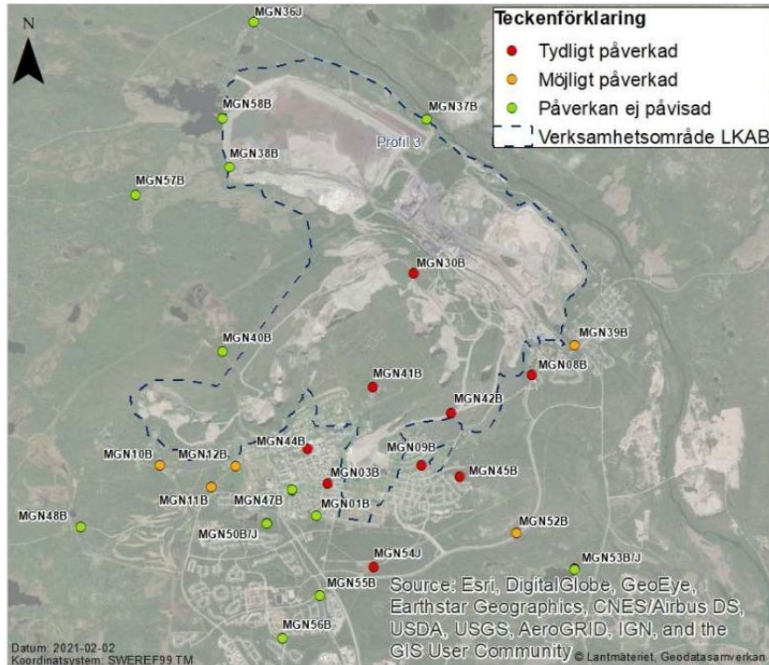 MGN36J
N
Teckenförklaring
Tydligt påverkad
Möjligt påverkad
Påverkan ej påvisad
Verksamhetsområde LKAB
MGN58B
MGN37B
Profil 3
MGN38B
MGN57B
MGN30B
MGN39B
MGN40B
MGN08B
MGN41B
MGN42B
MGN44B
MGN10B
MGN12B
MGN09B
MGN03B
MGN45B
MGN11B
MGN47B
MGN01B
MGN48B
MGN50B/J
MGN52B
MGN54J
MGN53B/J
MGN55B
MGN56B
Source: Esri, DigitalGlobe, GeoEye,
Earthstar Geographics, CNES/Airbus DS,
USDA, USGS, AeroGRID, IGN, and the
GIS User Community
Datum: 2021-02-02
Koordinatsystem: SWEREF99 TM
© Lantmäteriet, Geodatasamverkan